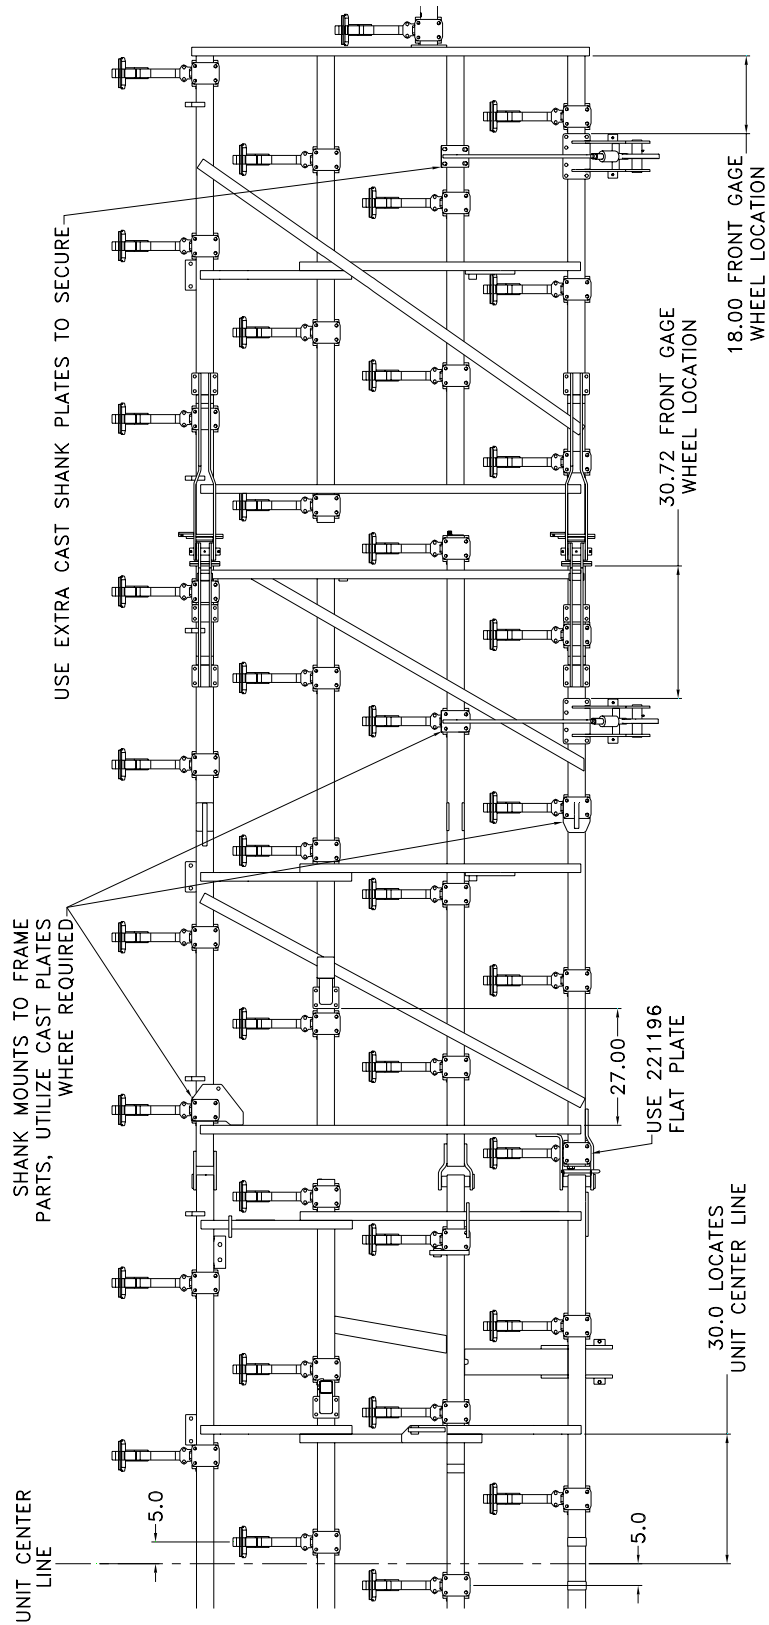 USE EXTRA CAST SHANK PLATES TO SECURE
18.00 FRONT GAGE
WHEEL LOCATION
30.72 FRONT GAGE
WHEEL LOCATION
SHANK MOUNTS TO FRAME
PARTS, UTILIZE CAST PLATES
WHERE REQUIRED
27.00
USE 221196
FLAT PLATE
30.0 LOCATES
UNIT CENTER LINE
UNIT CENTER
LINE
5.0
5.0